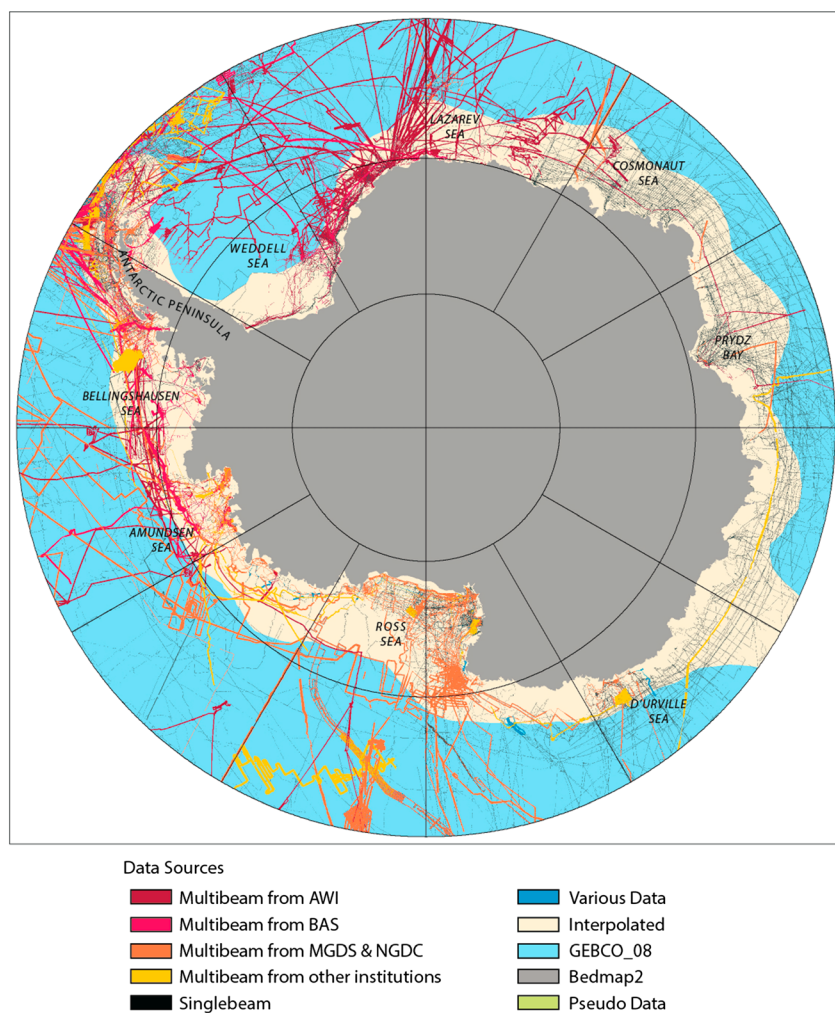 LAZAREV
SEA
COSMONAUT
SEA
WEDDELL
SEA
ANTARCTIC PENINSULA
PRYDZ
BAY
BELLINGSHAUSEN
SEA
AMUNDSEN
SEA
ROSS
SEA
D'URVILLE
SEA
Data Sources
Multibeam from AWI
Multibeam from BAS
Multibeam from MGDS & NGDC
Multibeam from other institutions
Singlebeam
Various Data
Interpolated
GEBCO_08
Bedmap2
Pseudo Data